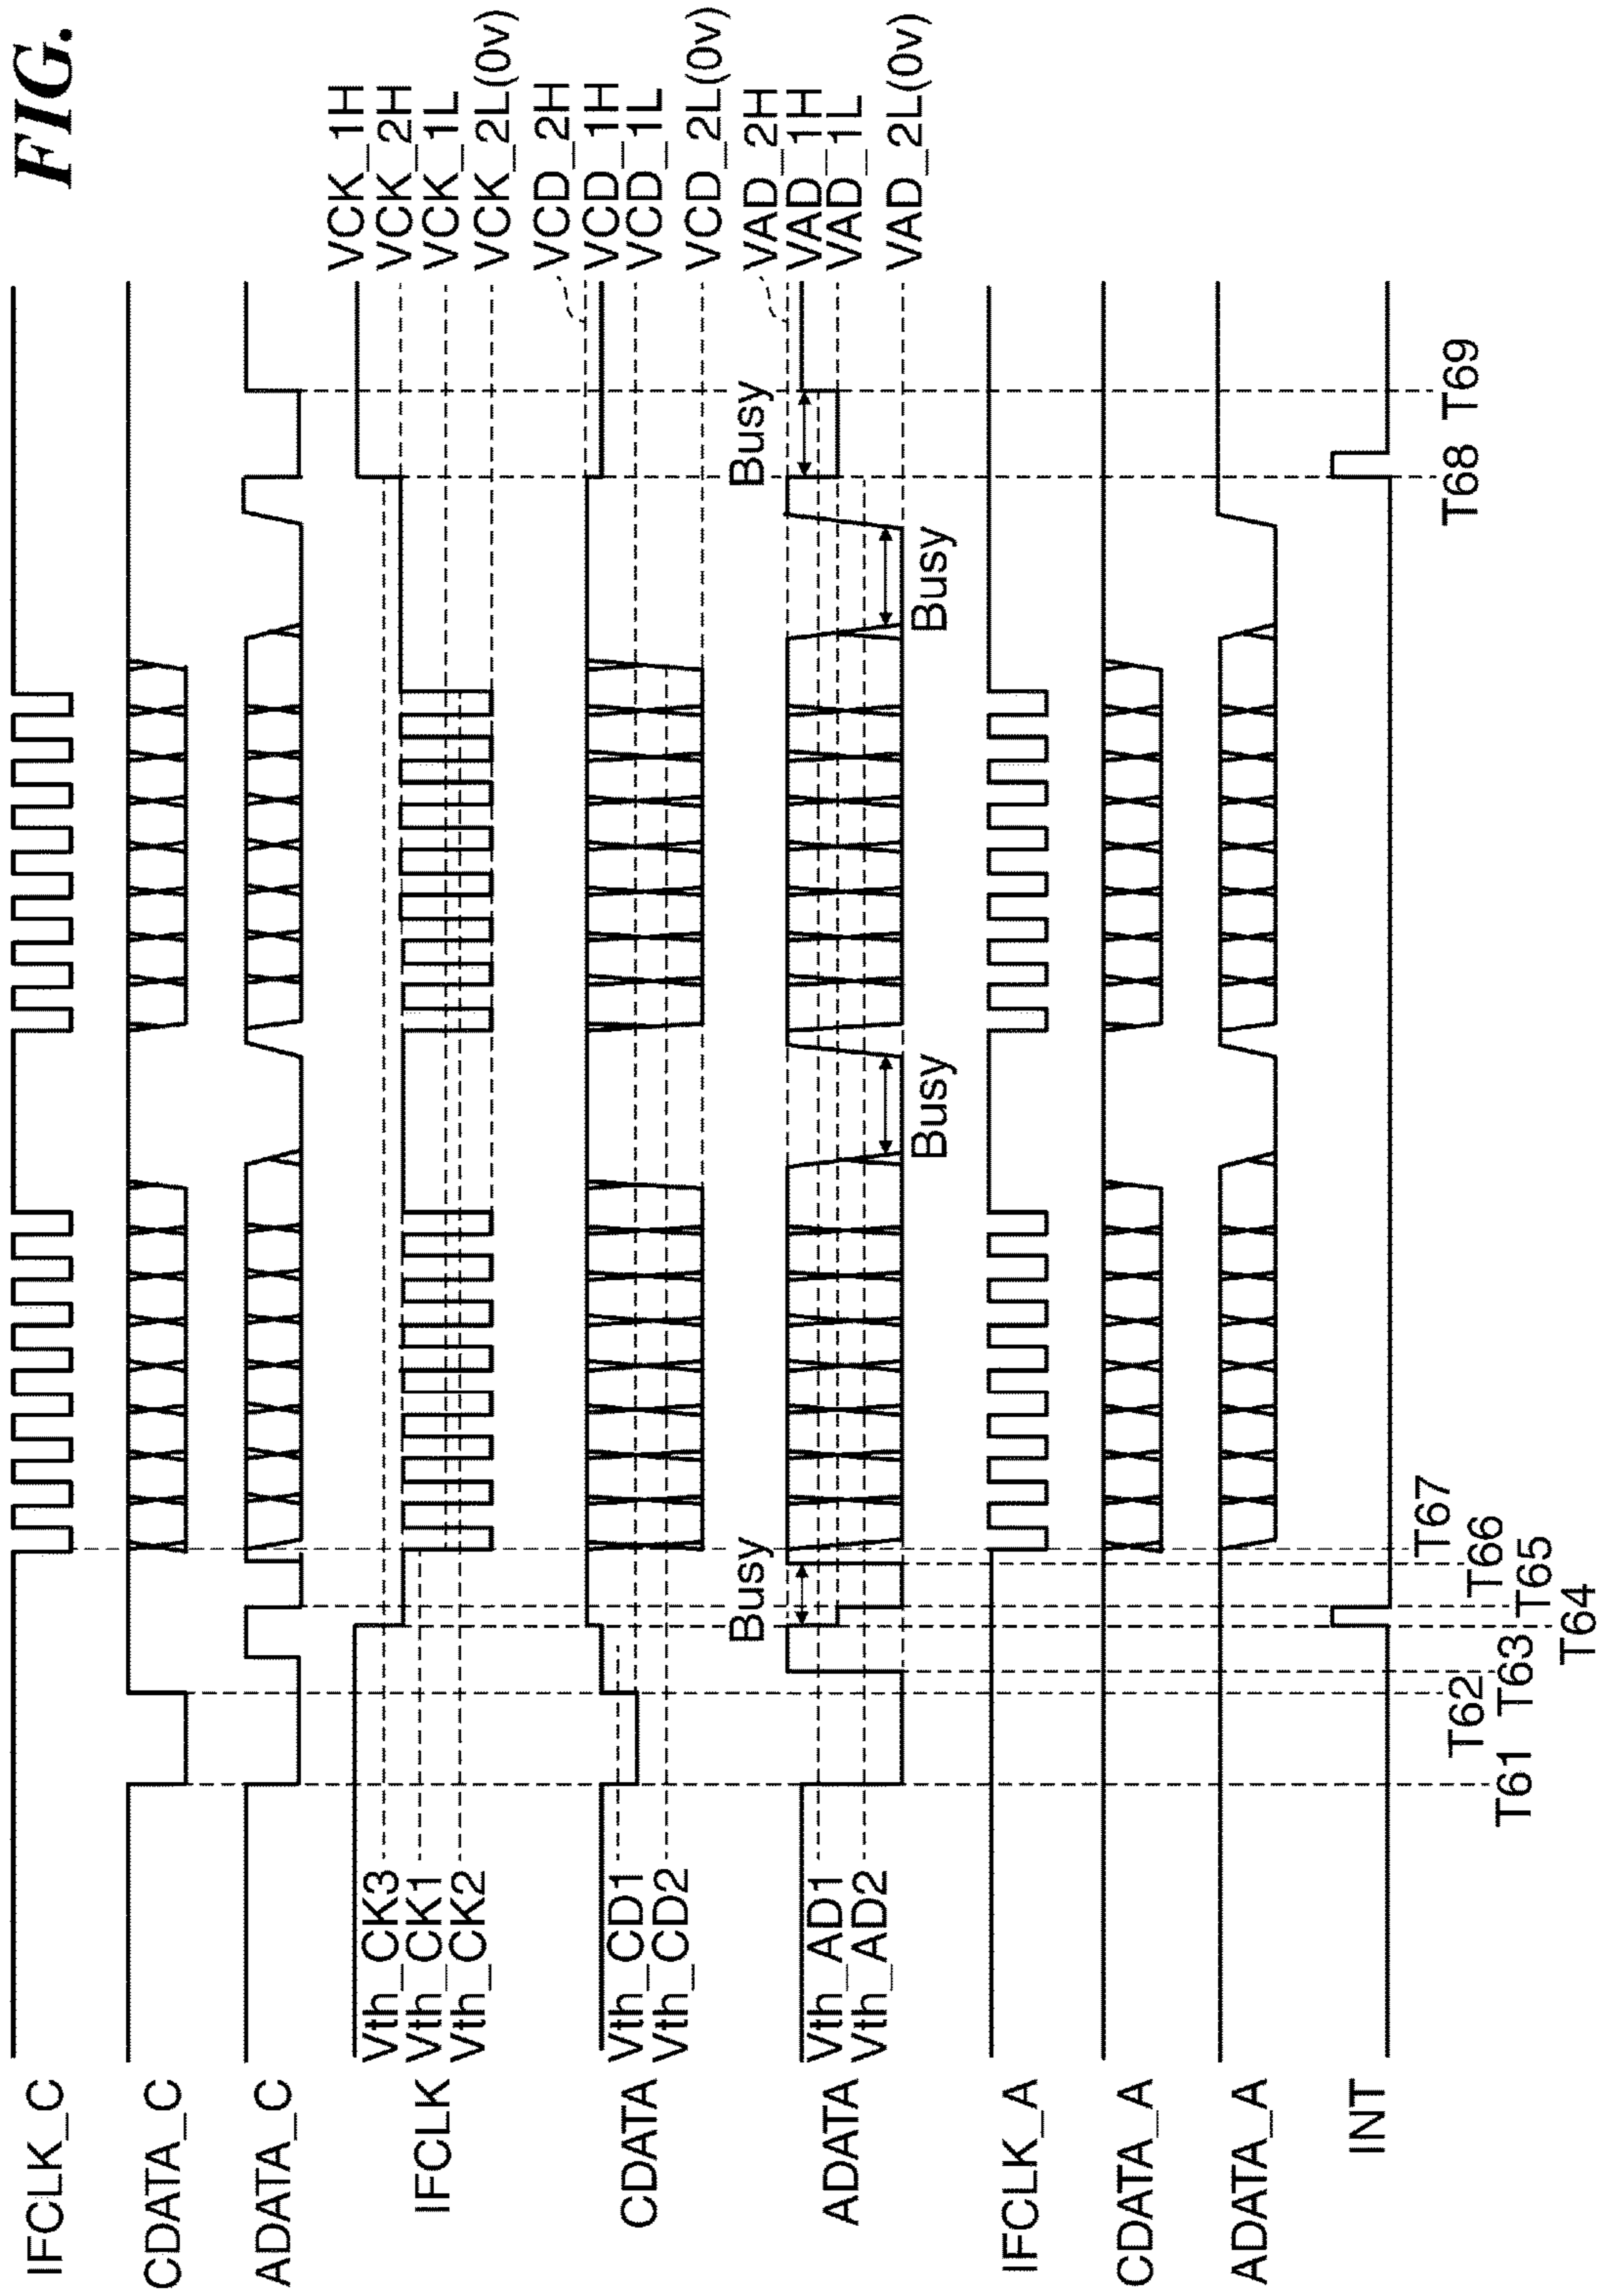 FIG.
IFCLK_C
CDATA_C
ADATA_C
VCK_1H
Vth_CK3
VCK_2H
IFCLK
Vth_CK1
VCK_1L
Vth_CK2
VCK_2L(0v)
VCD_2H
VCD_1H
CDATA
Vth_CD1
VCD_1L
Vth_CD2
VCD_2L(0v)
Busy
Busy
VAD_2H
VAD_1H
ADATA
Vth_AD1
VAD_1L
Vth_AD2
VAD_2L(0v)
Busy
Busy
IFCLK_A
CDATA_A
ADATA_A
INT
T61
T62
T63
T64
T65
T66
T67
T68
T69